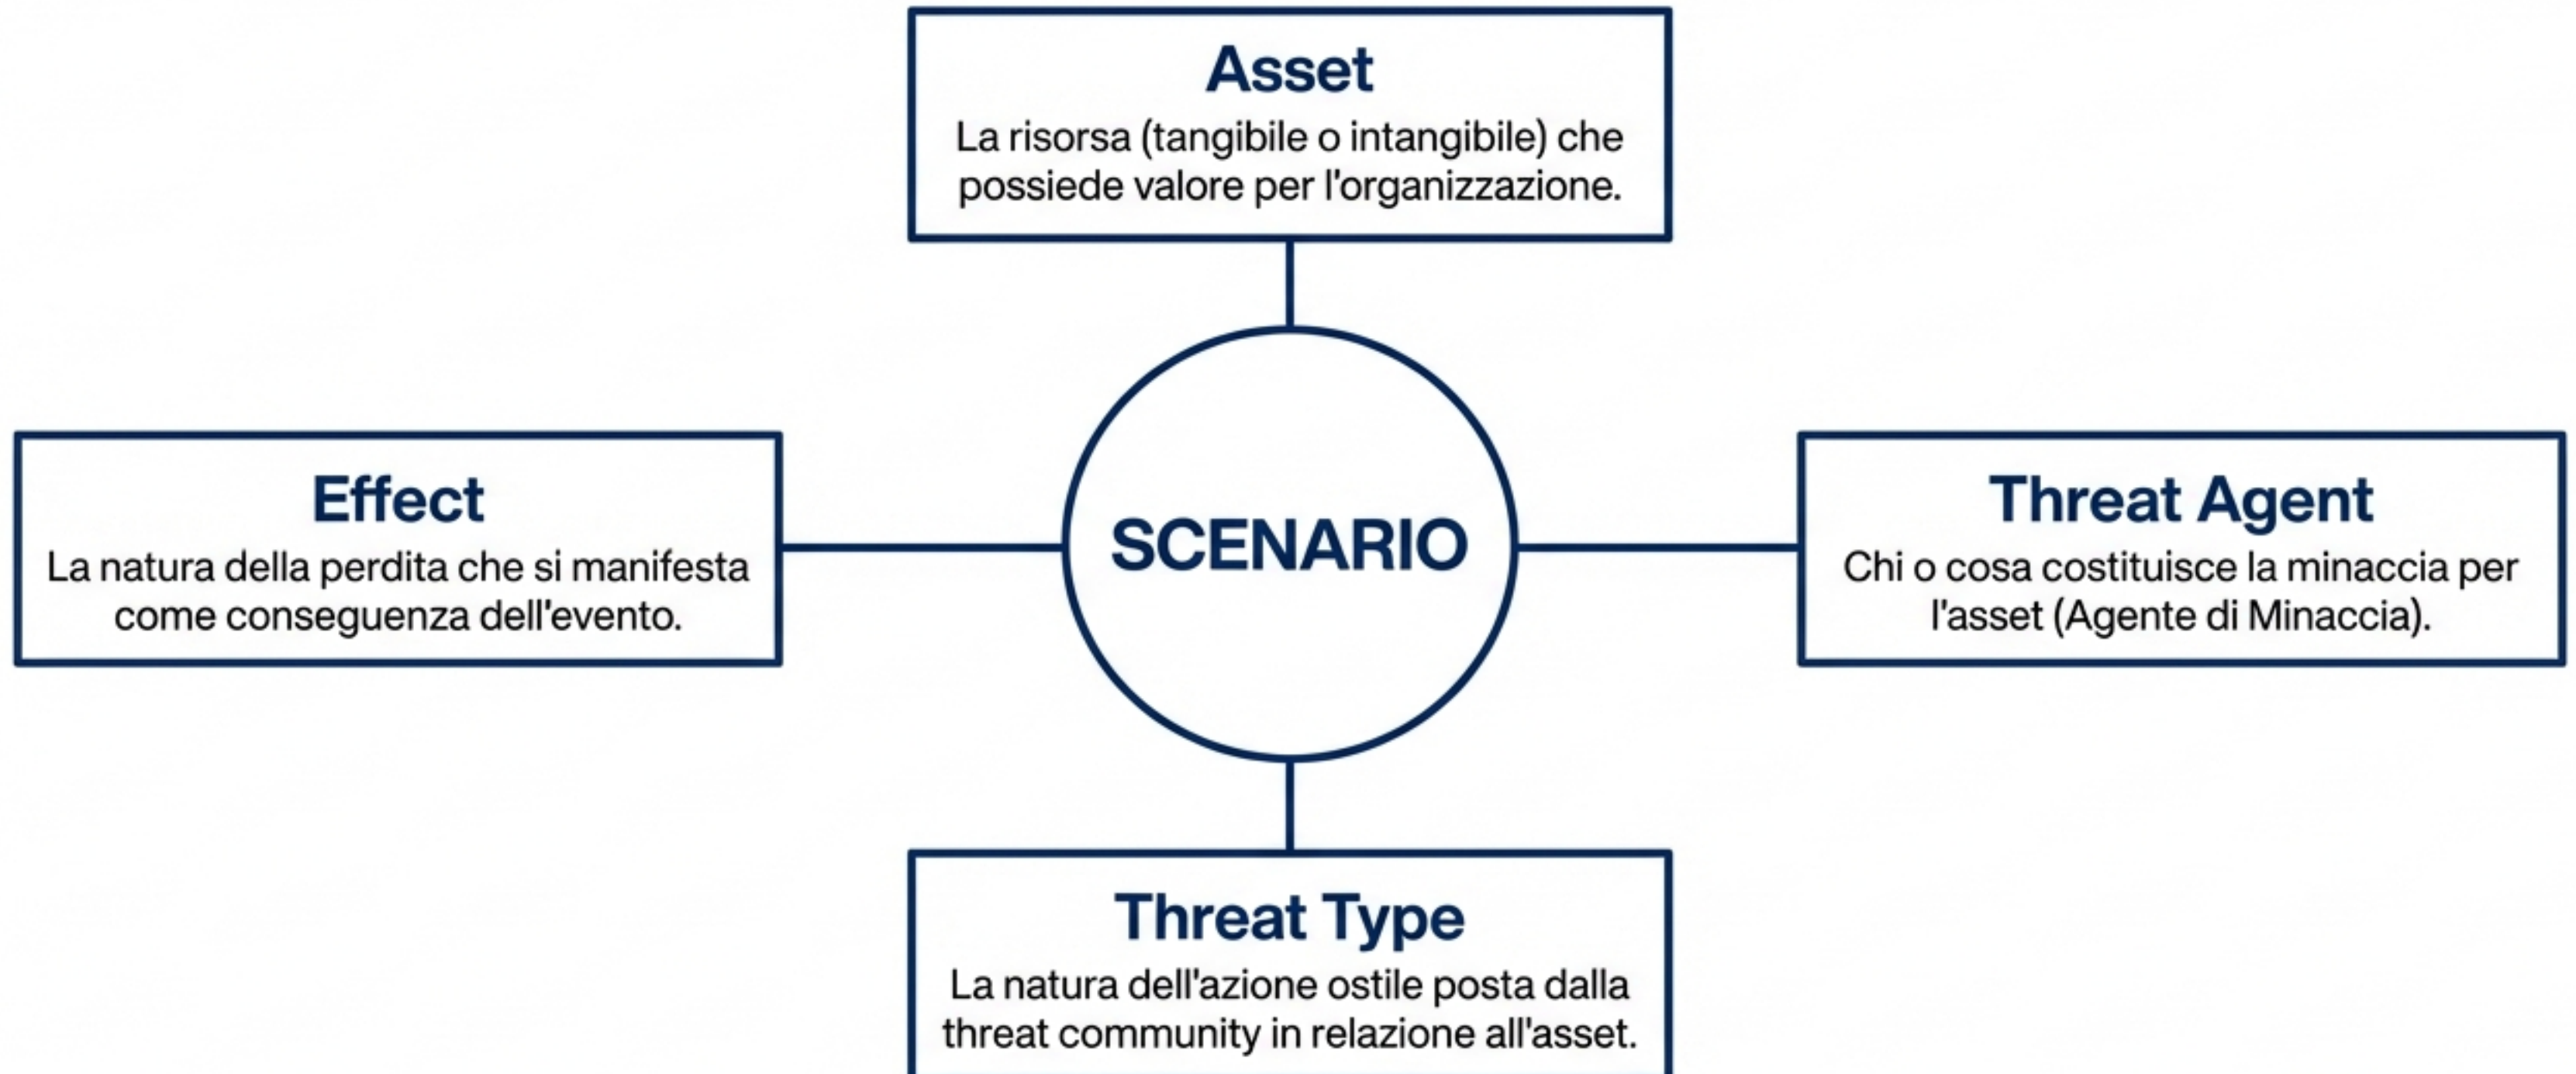 Asset
La risorsa (tangibile o intangibile) che
possiede valore per l'organizzazione.
Effect
La natura della perdita che si manifesta
come conseguenza dell'evento.
SCENARIO
Threat Agent
Chi o cosa costituisce la minaccia per
l'asset (Agente di Minaccia).
Threat Type
La natura dell'azione ostile posta dalla
threat community in relazione all'asset.